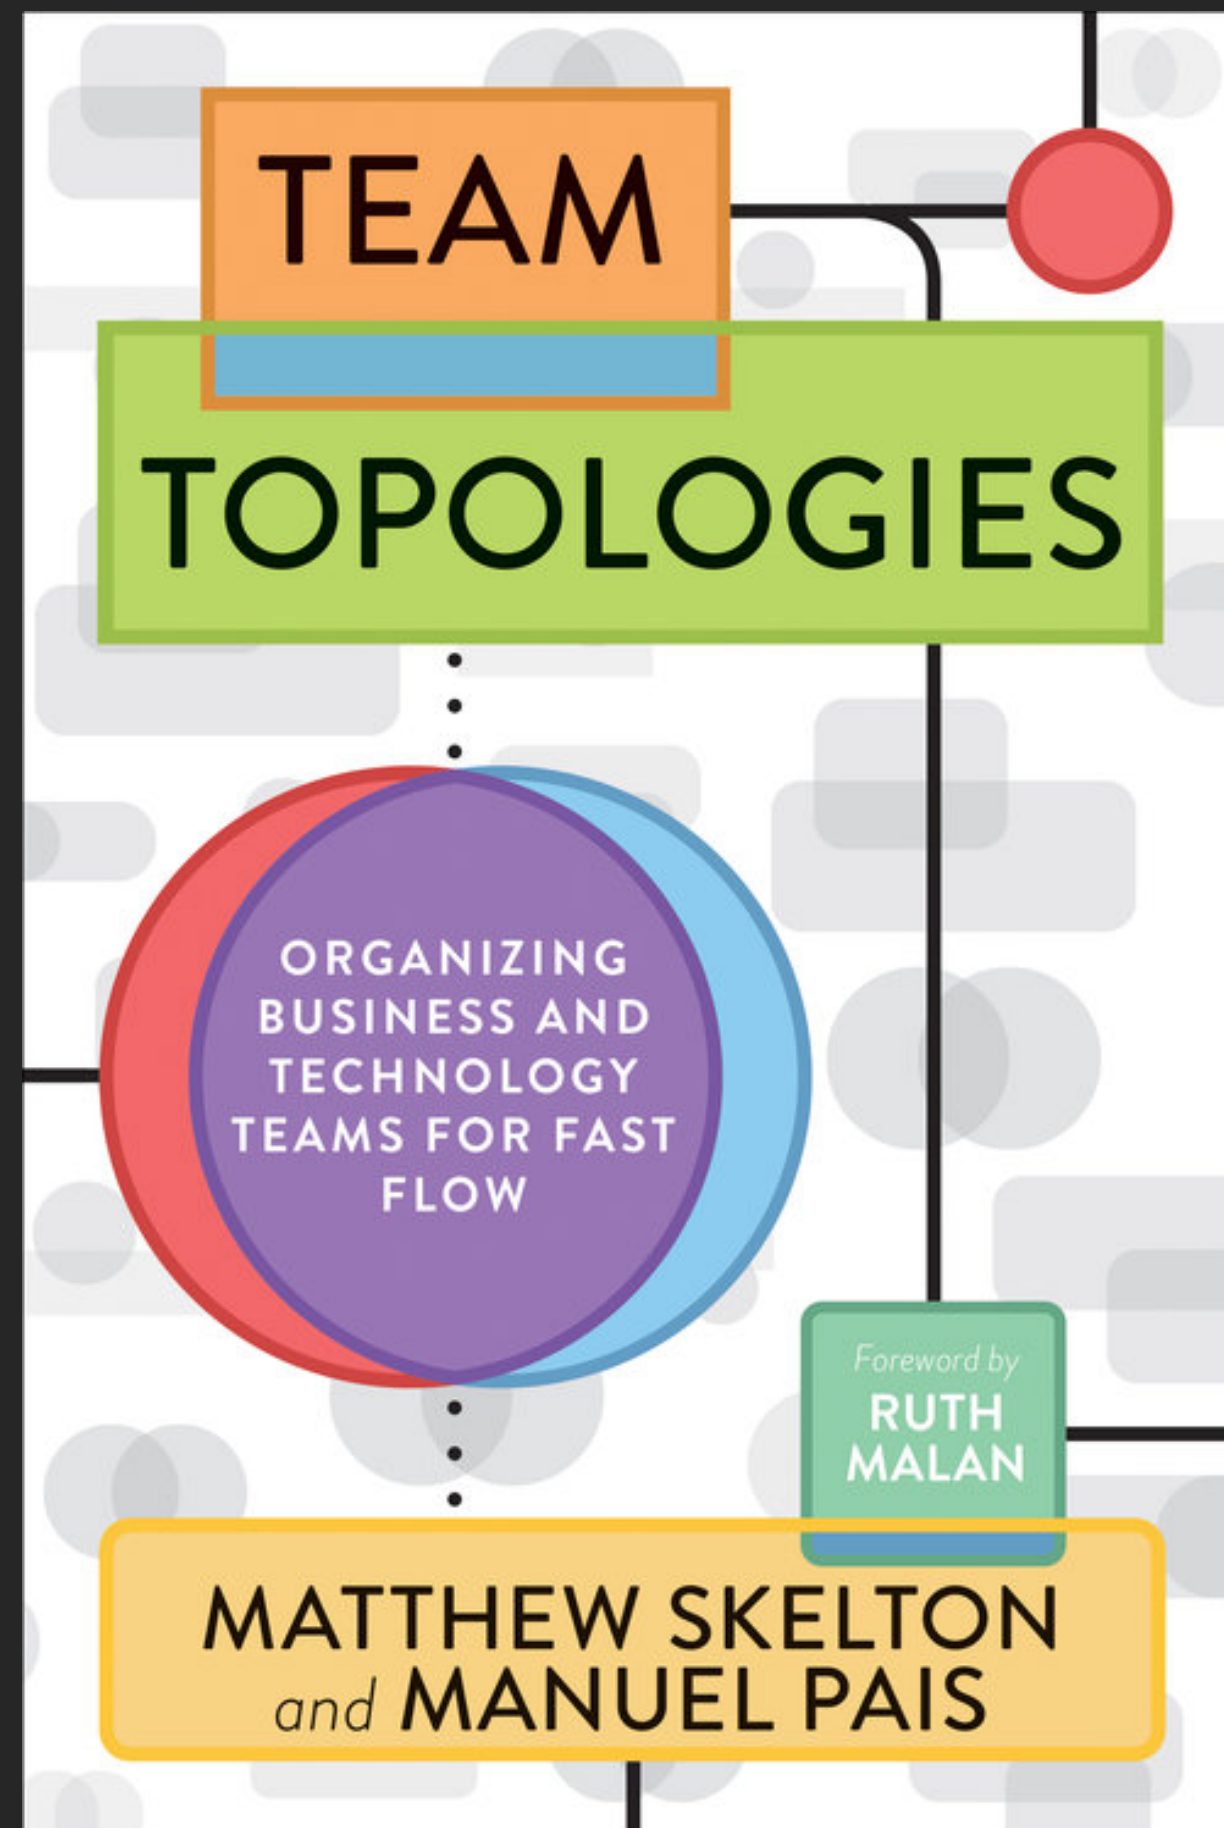 TEAM
TOPOLOGIES
ORGANIZING
BUSINESS AND
TECHNOLOGY
TEAMS FOR FAST
FLOW
Foreword by
RUTH
MALAN
MATTHEW SKELTON
and MANUEL PAIS